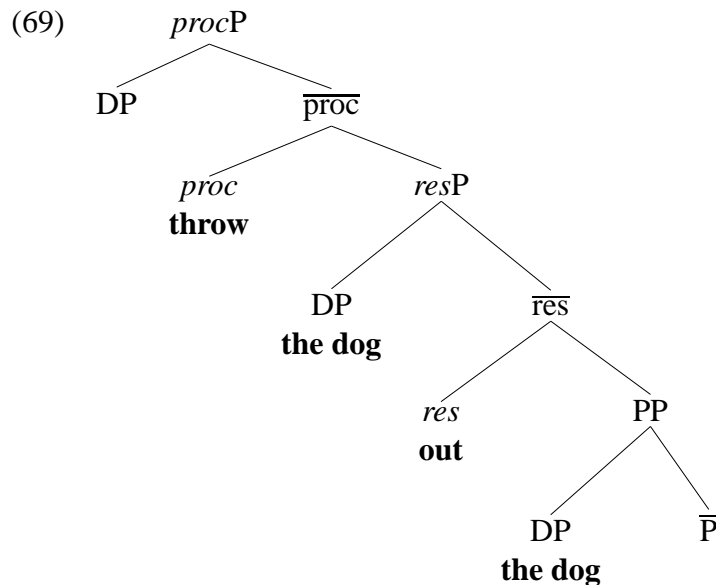 (69) procP
DP proc
proc resP
throw
DP res
the dog
res PP
out
DP P
the dog